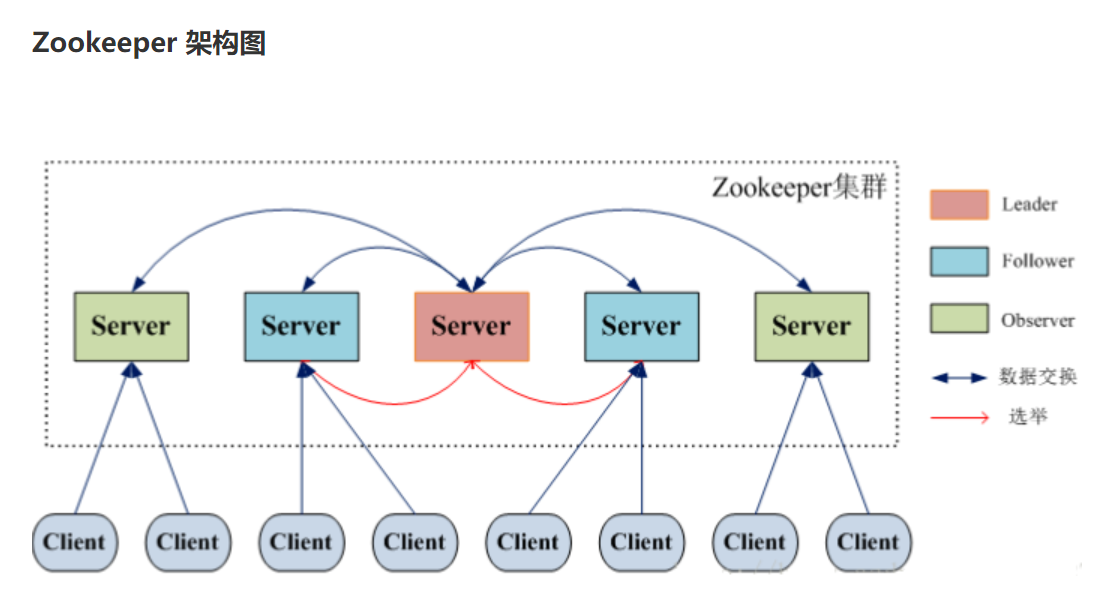 Zookeeper 架构图
Zookeeper集群
Leader
Follower
Observer
数据交换
选举
Server
Server
Server
Server
Server
Client
Client
Client
Client
Client
Client
Client
Client